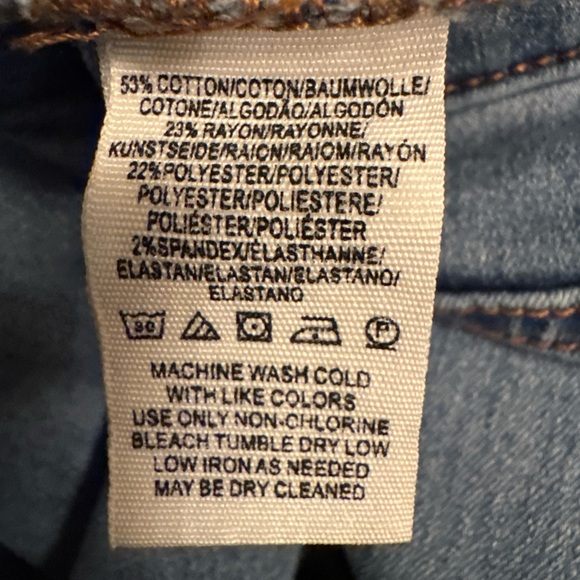 53% COTTON/COTON/BAUMWOLLE/
COTONE/ALGODÃO/ALGODÓN
23% RAYON/RAYONNE/
KUNSTSEIDE/RAION/RAIOM/RAYÓN
22% POLYESTER/POLYESTER/
POLYESTER/POLIESTERE/
POLIÉSTER/POLIÉSTER
2%SPANDEX/ÉLASTHANNE/
ELASTAN/ELASTAN/ELASTANO/
ELASTANO
30
P
MACHINE WASH COLD
WITH LIKE COLORS
USE ONLY NON-CHLORINE
BLEACH TUMBLE DRY LOW
LOW IRON AS NEEDED
MAY BE DRY CLEANED